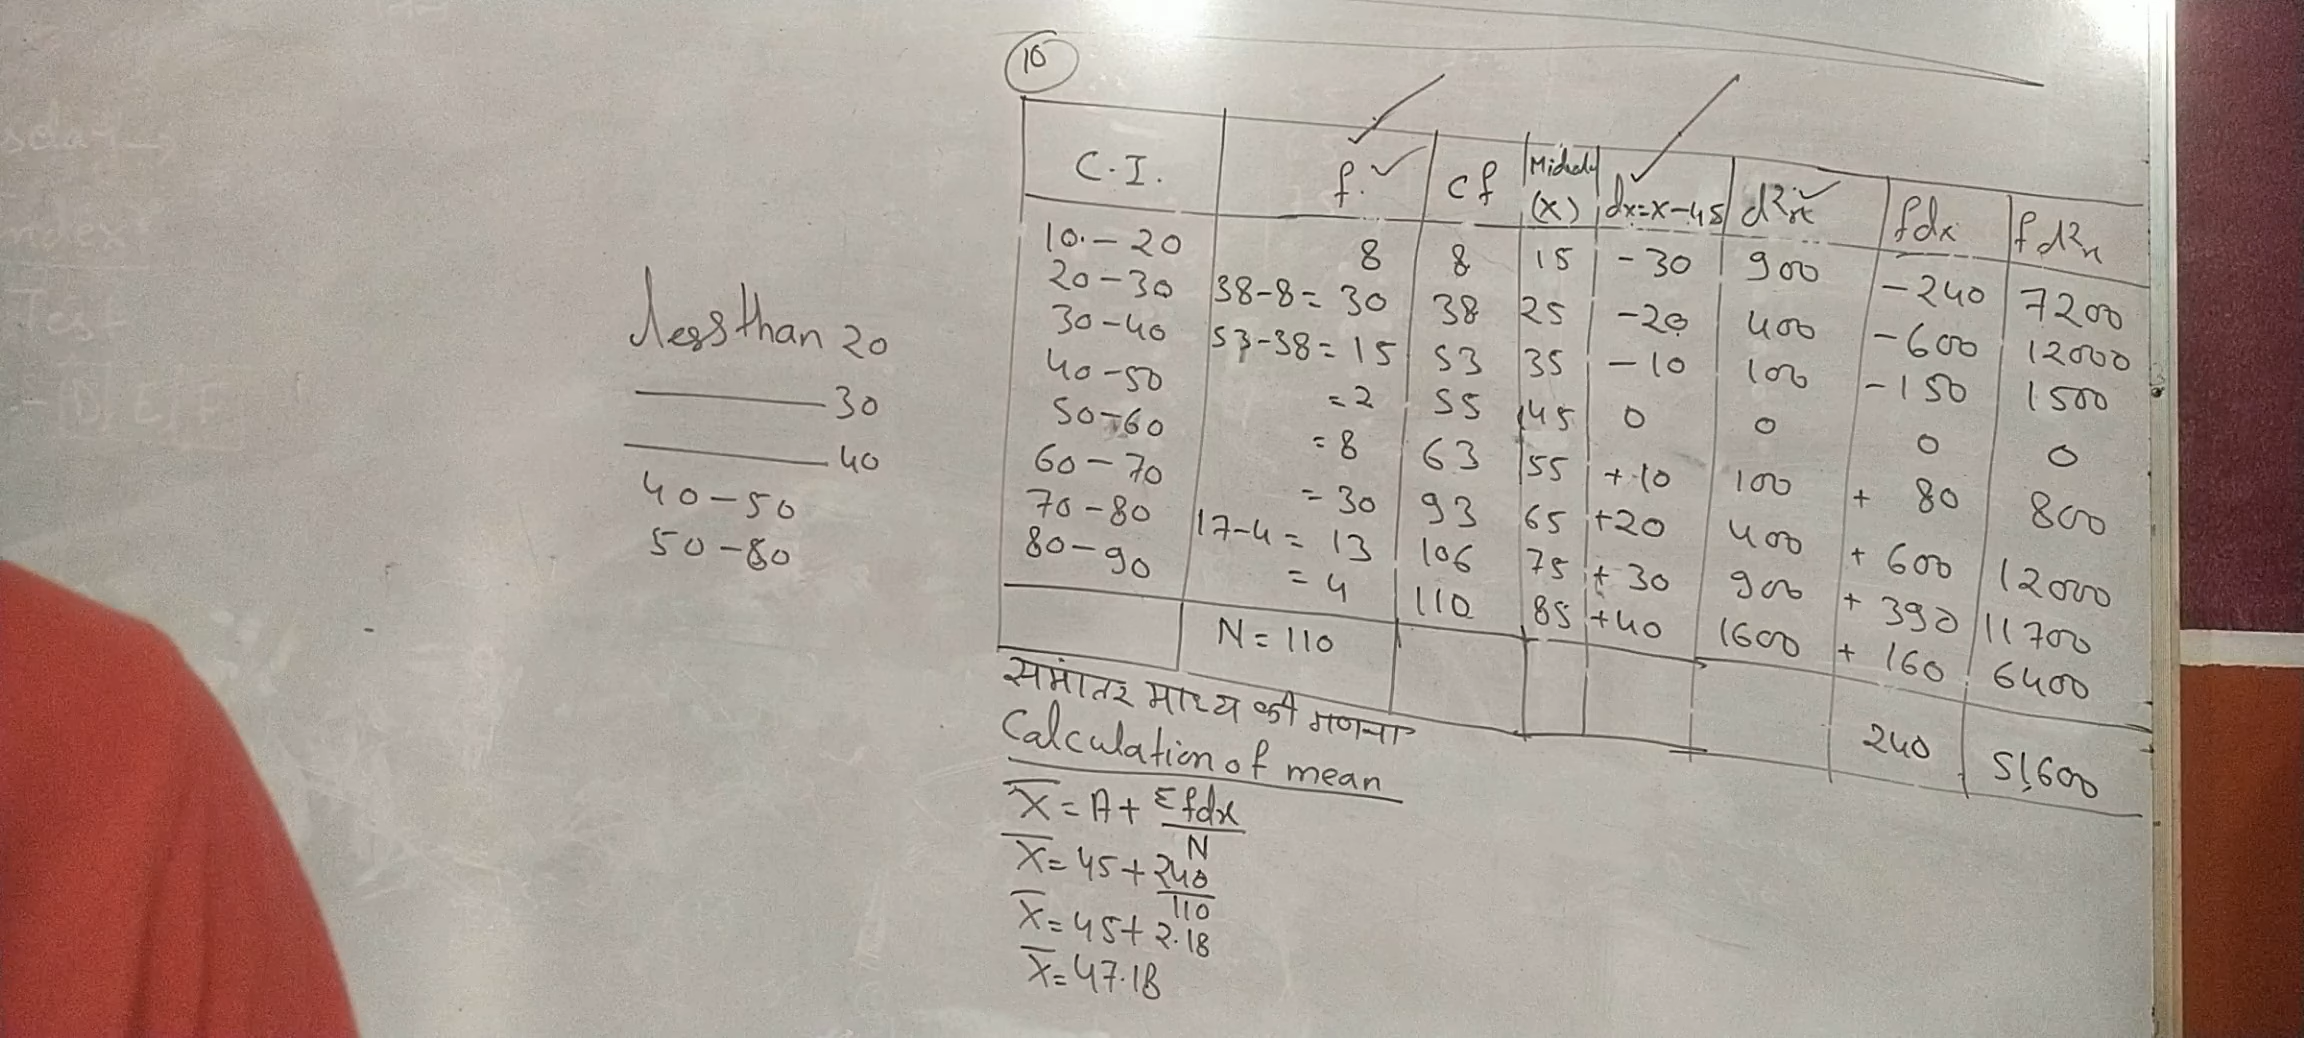 less than 20
30
40
40-50
50-80
10
C.I. f. cf (X) dx=x-45 d²x fdx fd²x
10-20 8 8 15 -30 900 -240 7200
20-30 38-8= 30 38 25 -20 400 -600 12000
30-40 53-38= 15 53 35 -10 100 -150 1500
40-50 =2 55 45 0 0 0 0
50-60 =8 63 55 +10 100 + 80 800
60-70 =30 93 65 +20 400 + 600 12000
70-80 17-4= 13 106 75 +30 900 + 390 11700
80-90 =4 110 85 +40 1600 + 160 6400
N=110 240 51,600
समांतर माध्य की गणना
Calculation of mean
X̅ = A + Σfdx/N
X̅ = 45 + 240/110
X̅ = 45 + 2.18
X̅ = 47.18